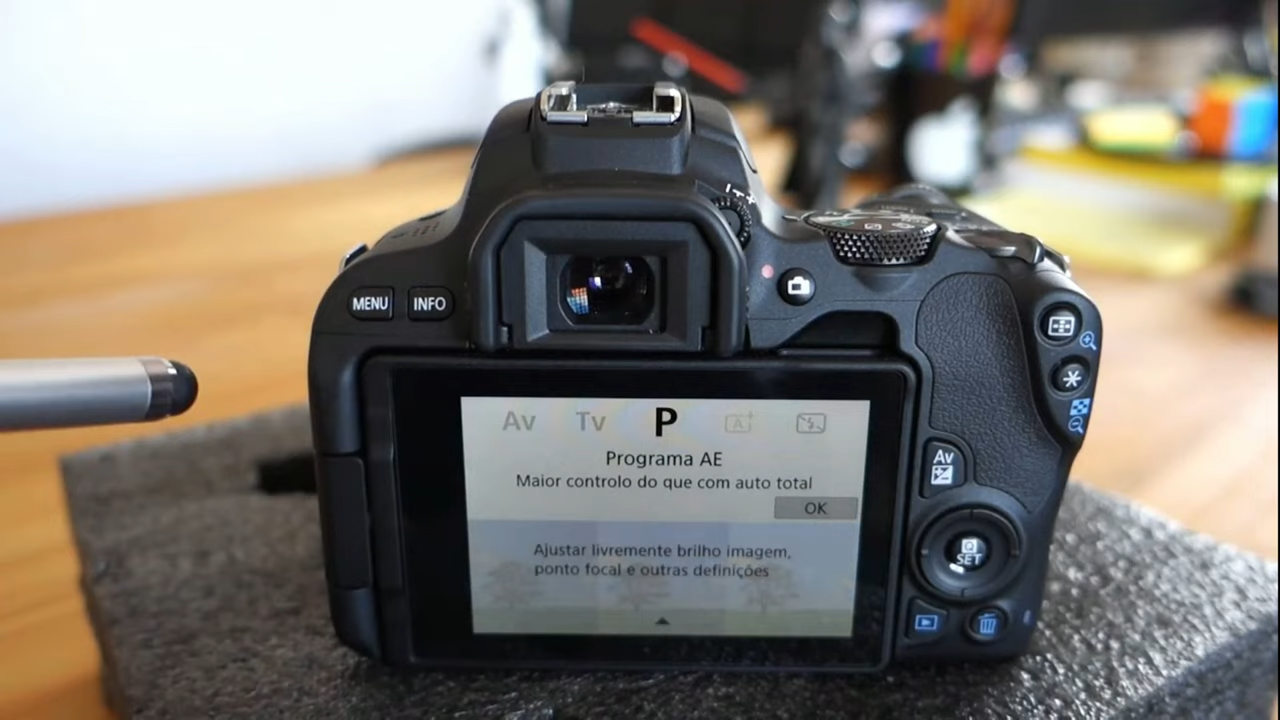 MENU
INFO
Av Tv P A+
Programa AE
Maior controlo do que com auto total
OK
Ajustar livremente brilho imagem,
ponto focal e outras definições
Av
Q
SET